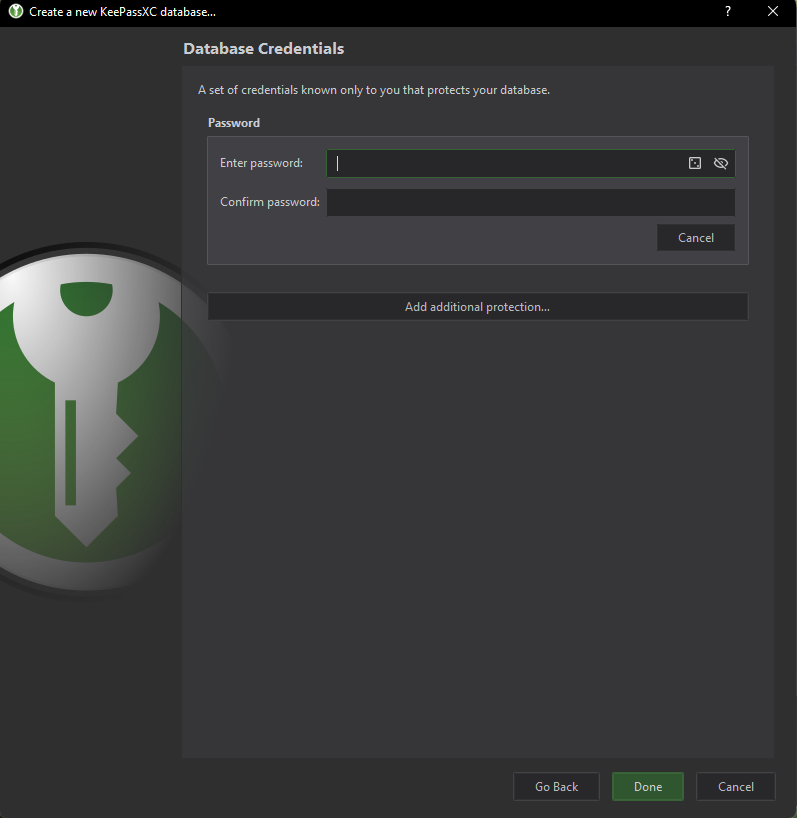 Create a new KeePassXC database...
?
Database Credentials
A set of credentials known only to you that protects your database.
Password
Enter password:
Confirm password:
Cancel
Add additional protection...
Go Back Done Cancel